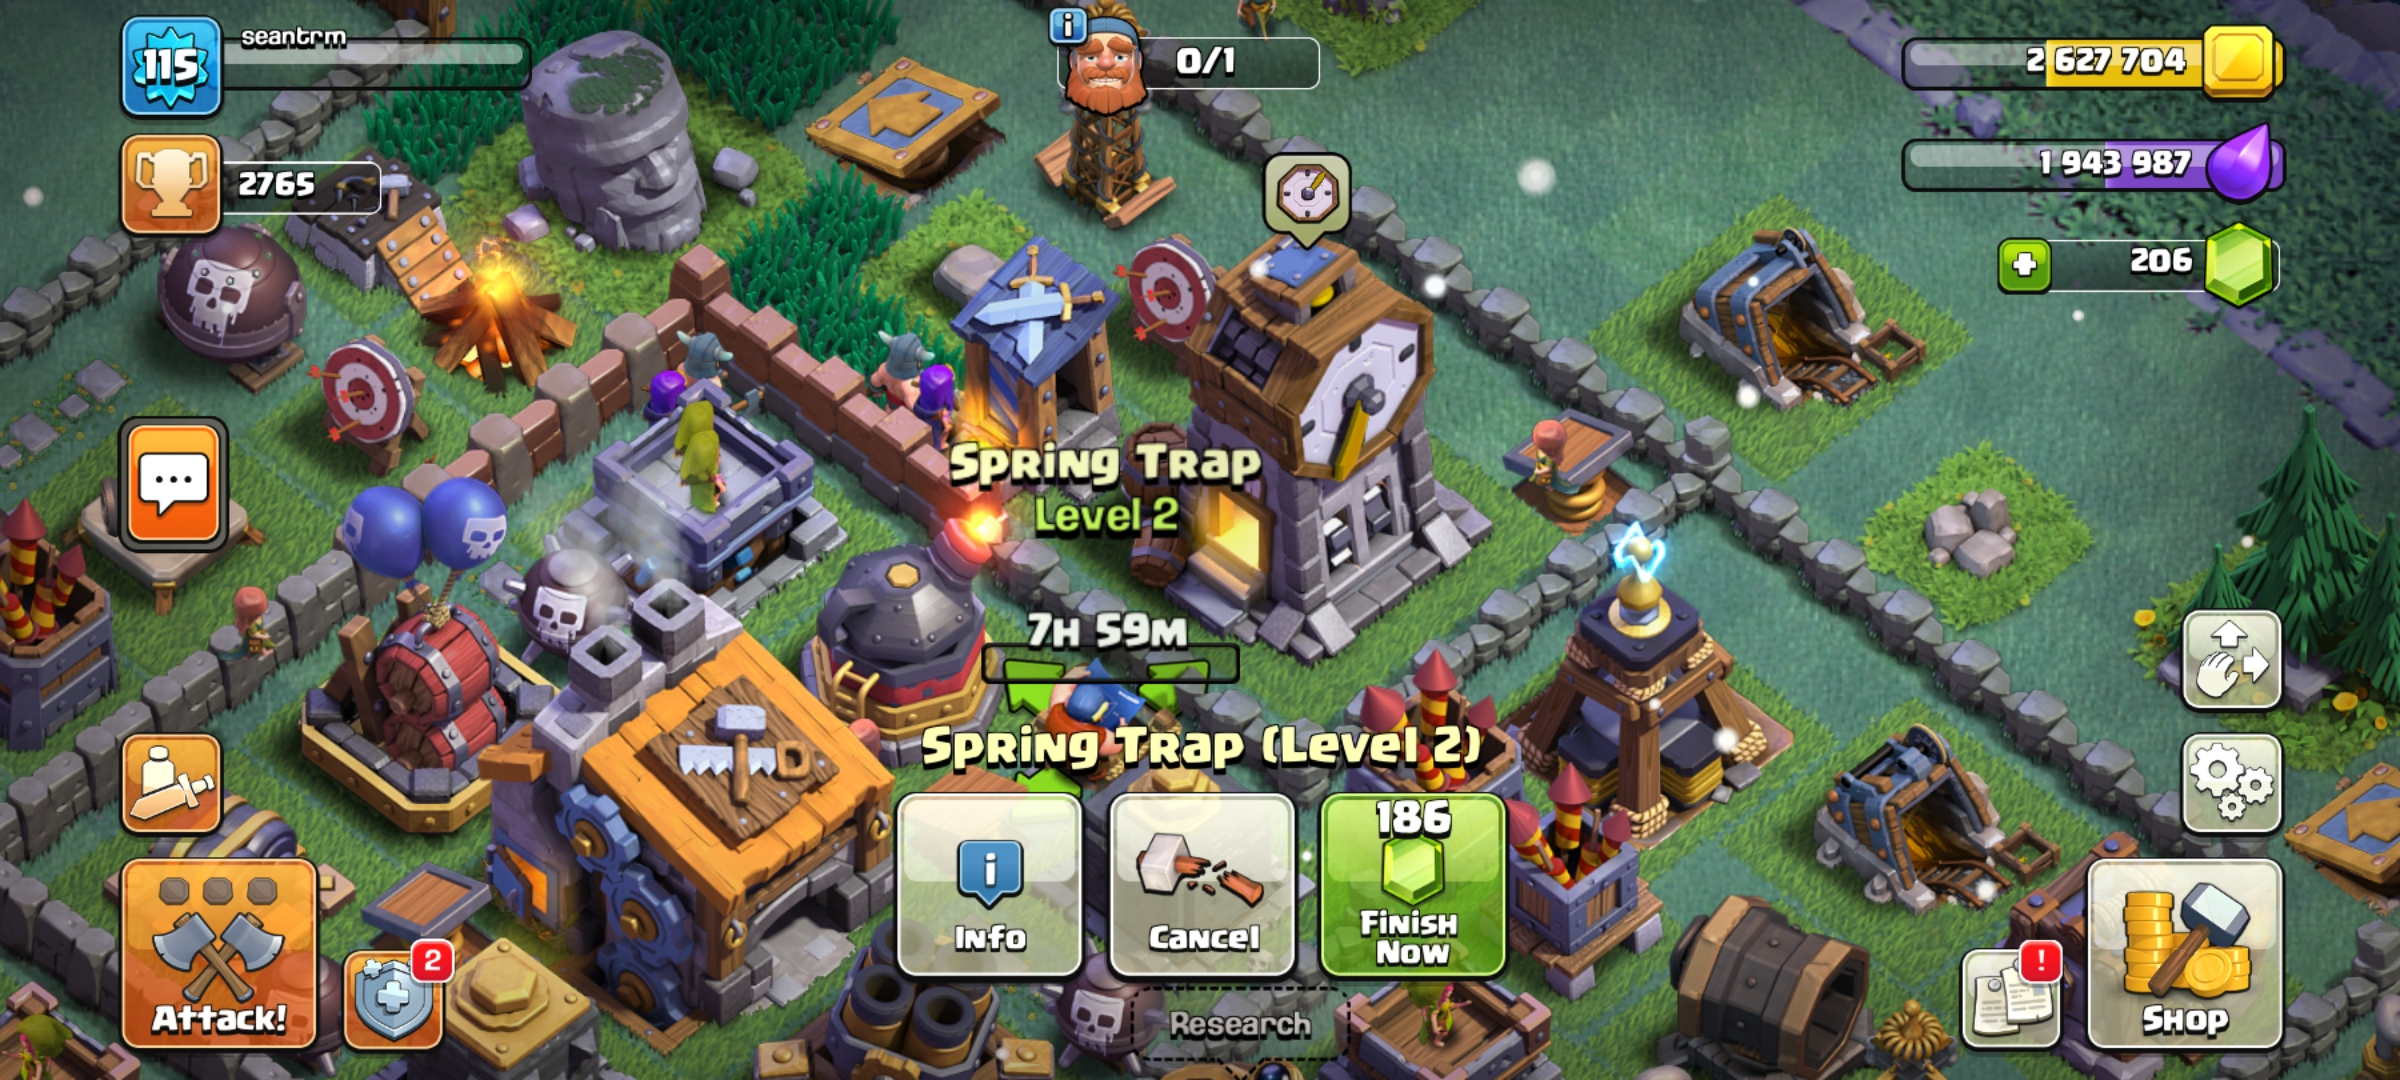 115
seantrm
0/1
2 627 704
2765
1 943 987
206
Spring Trap
Level 2
7H 59M
Spring Trap (Level 2)
186
Info
Cancel
Finish
Now
2
!
Attack!
Research
Shop